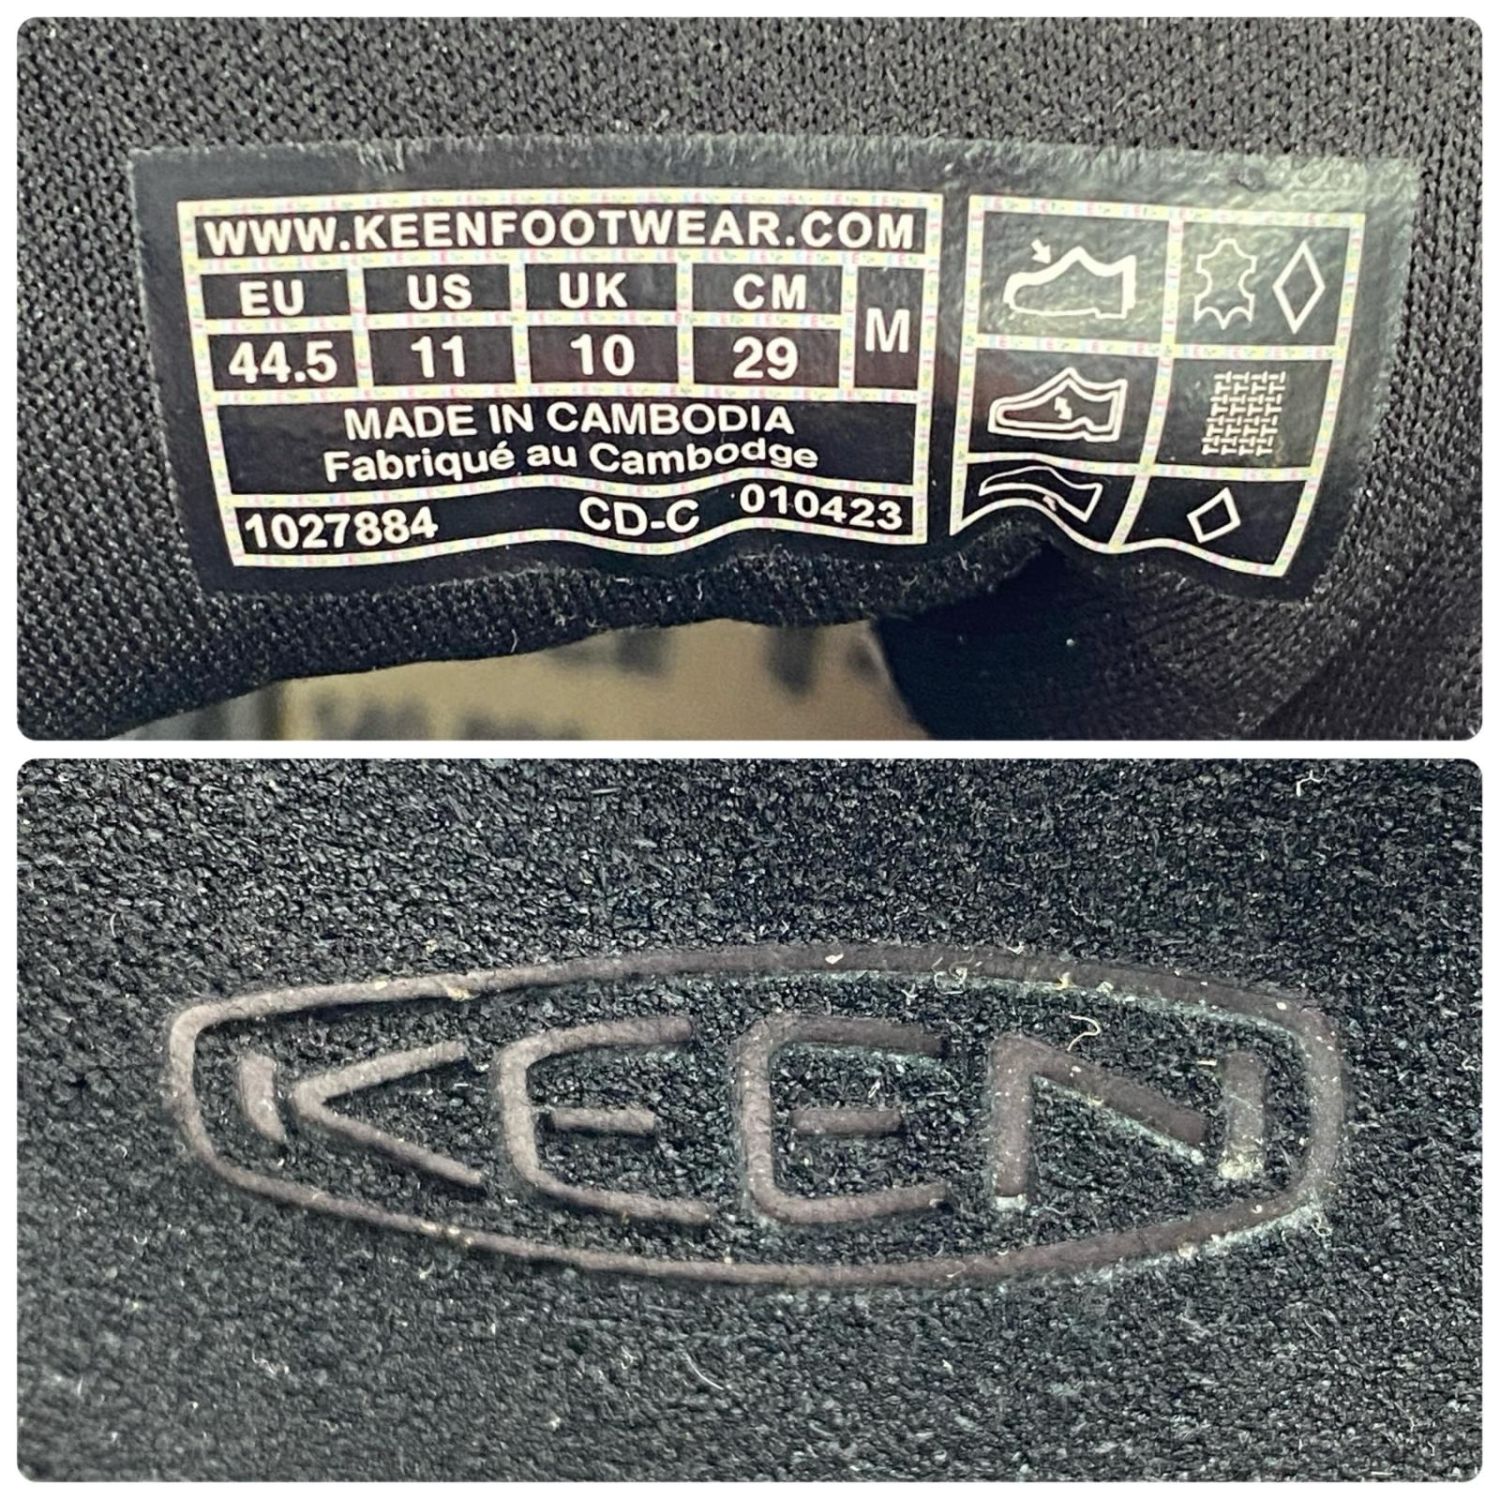 WWW.KEENFOOTWEAR.COM
EU US UK CM M
44.5 11 10 29
MADE IN CAMBODIA
Fabriqué au Cambodge
1027884 CD-C 010423
KEEN